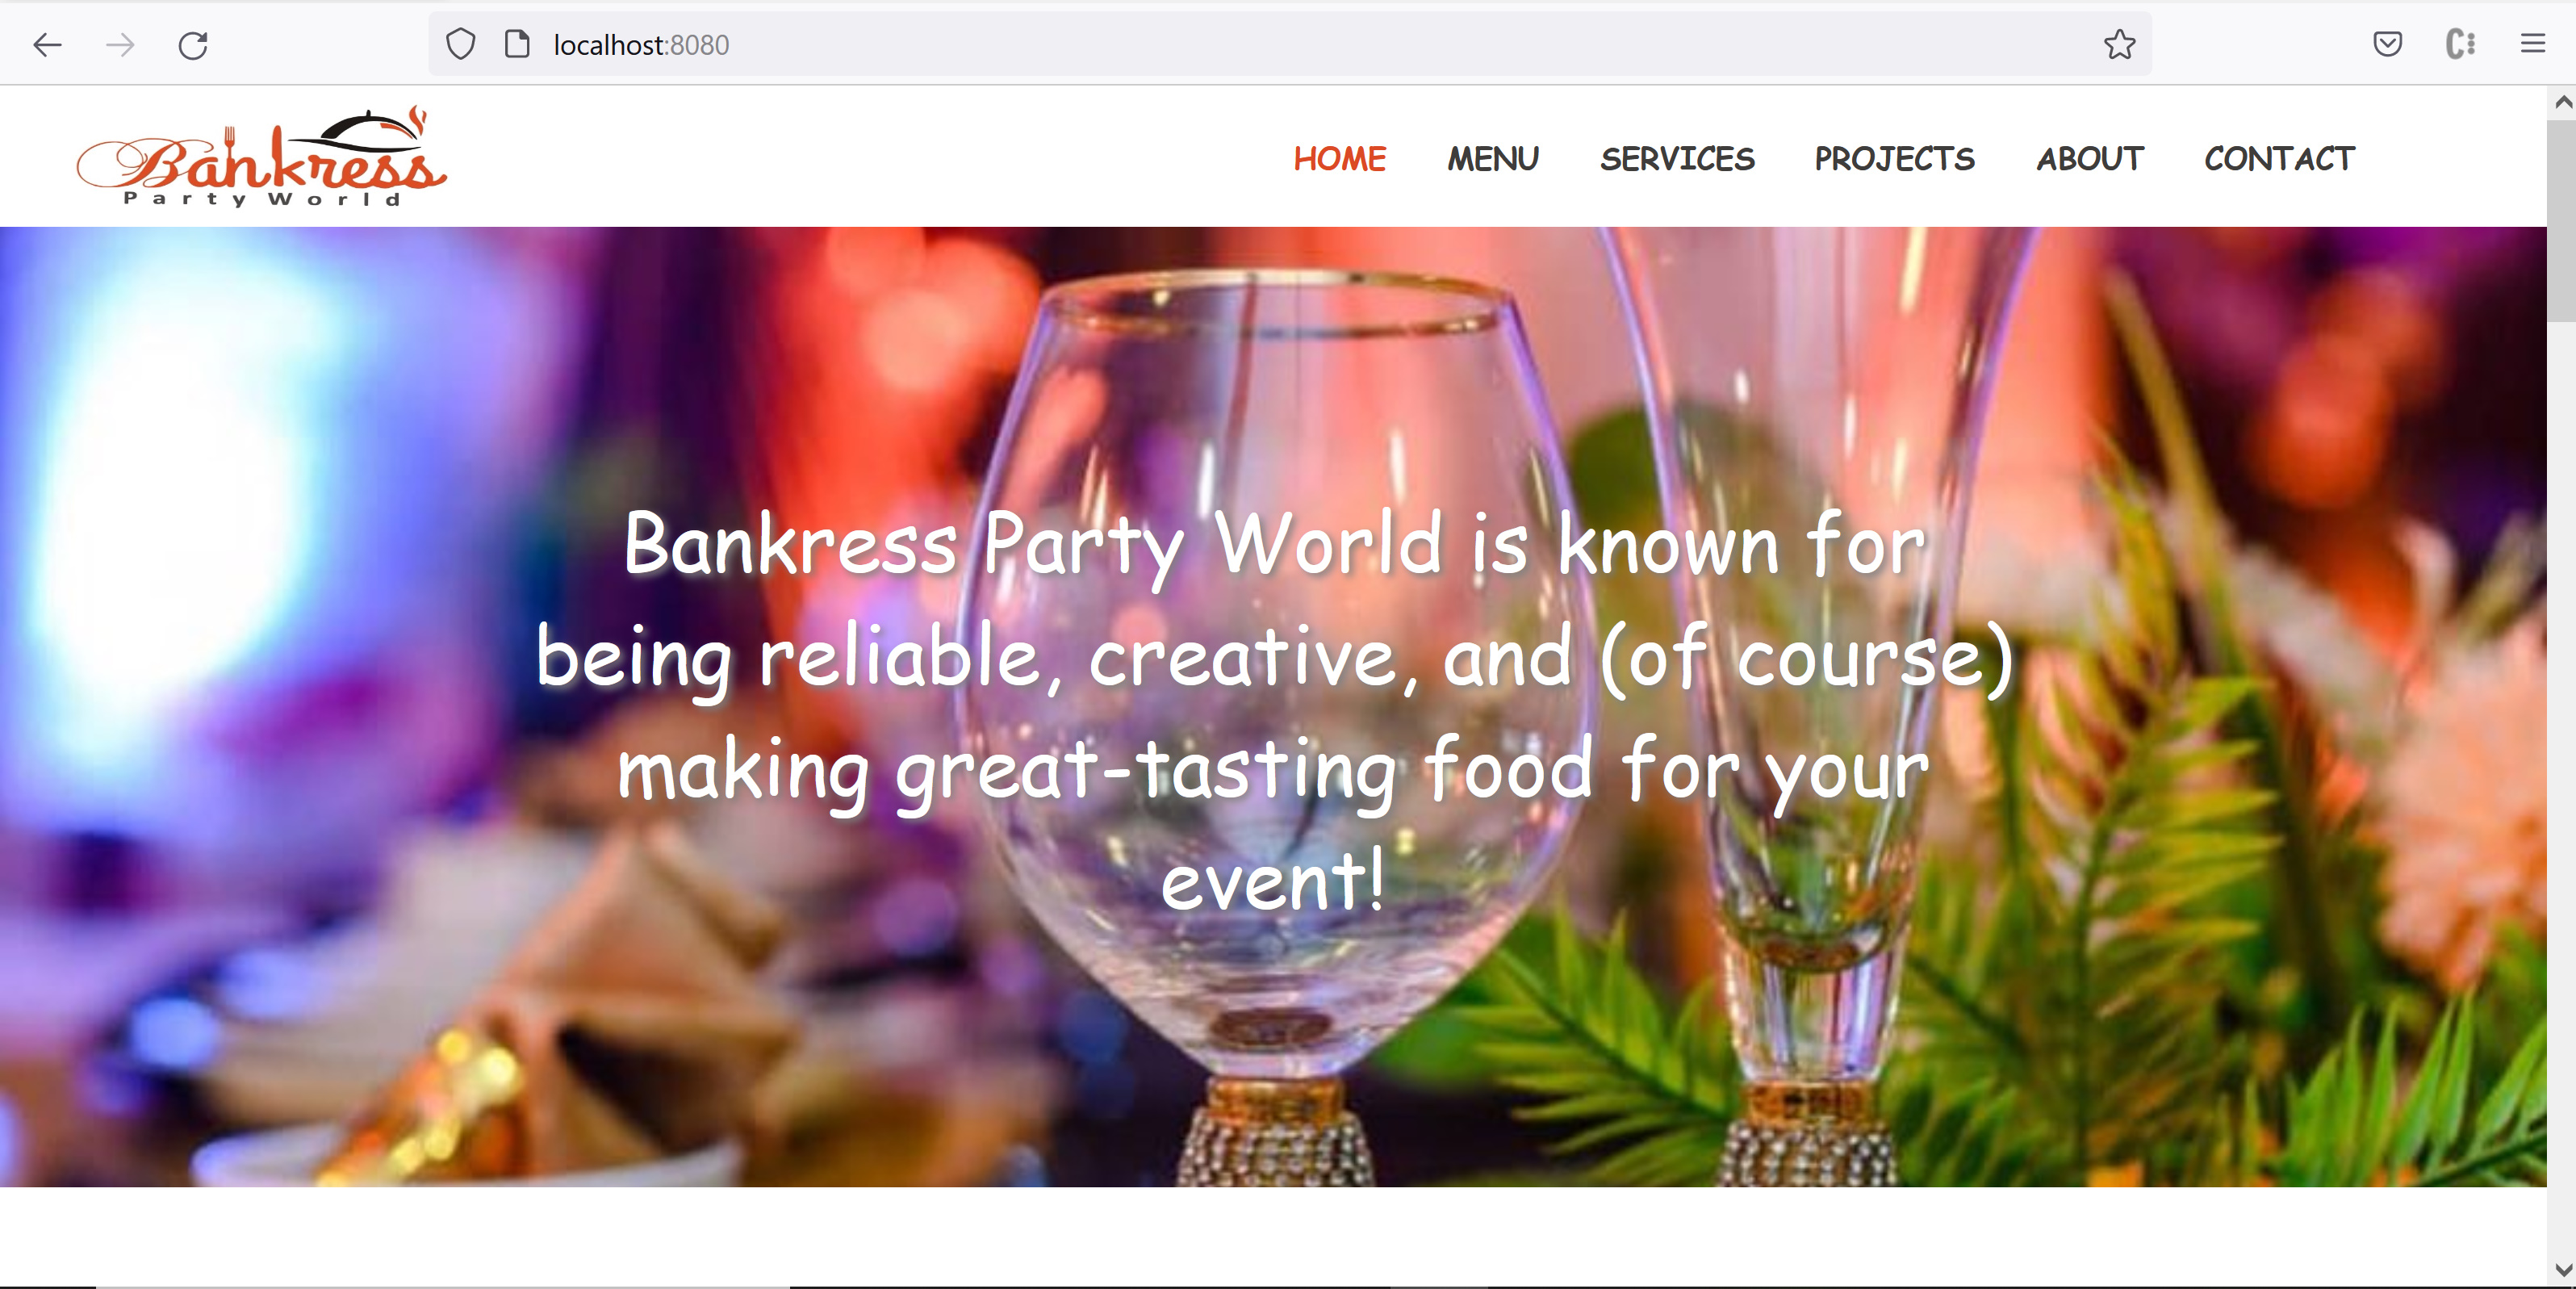 localhost:8080
Bankress
Party World
HOME MENU SERVICES PROJECTS ABOUT CONTACT
Bankress Party World is known for
being reliable, creative, and (of course)
making great-tasting food for your
event!